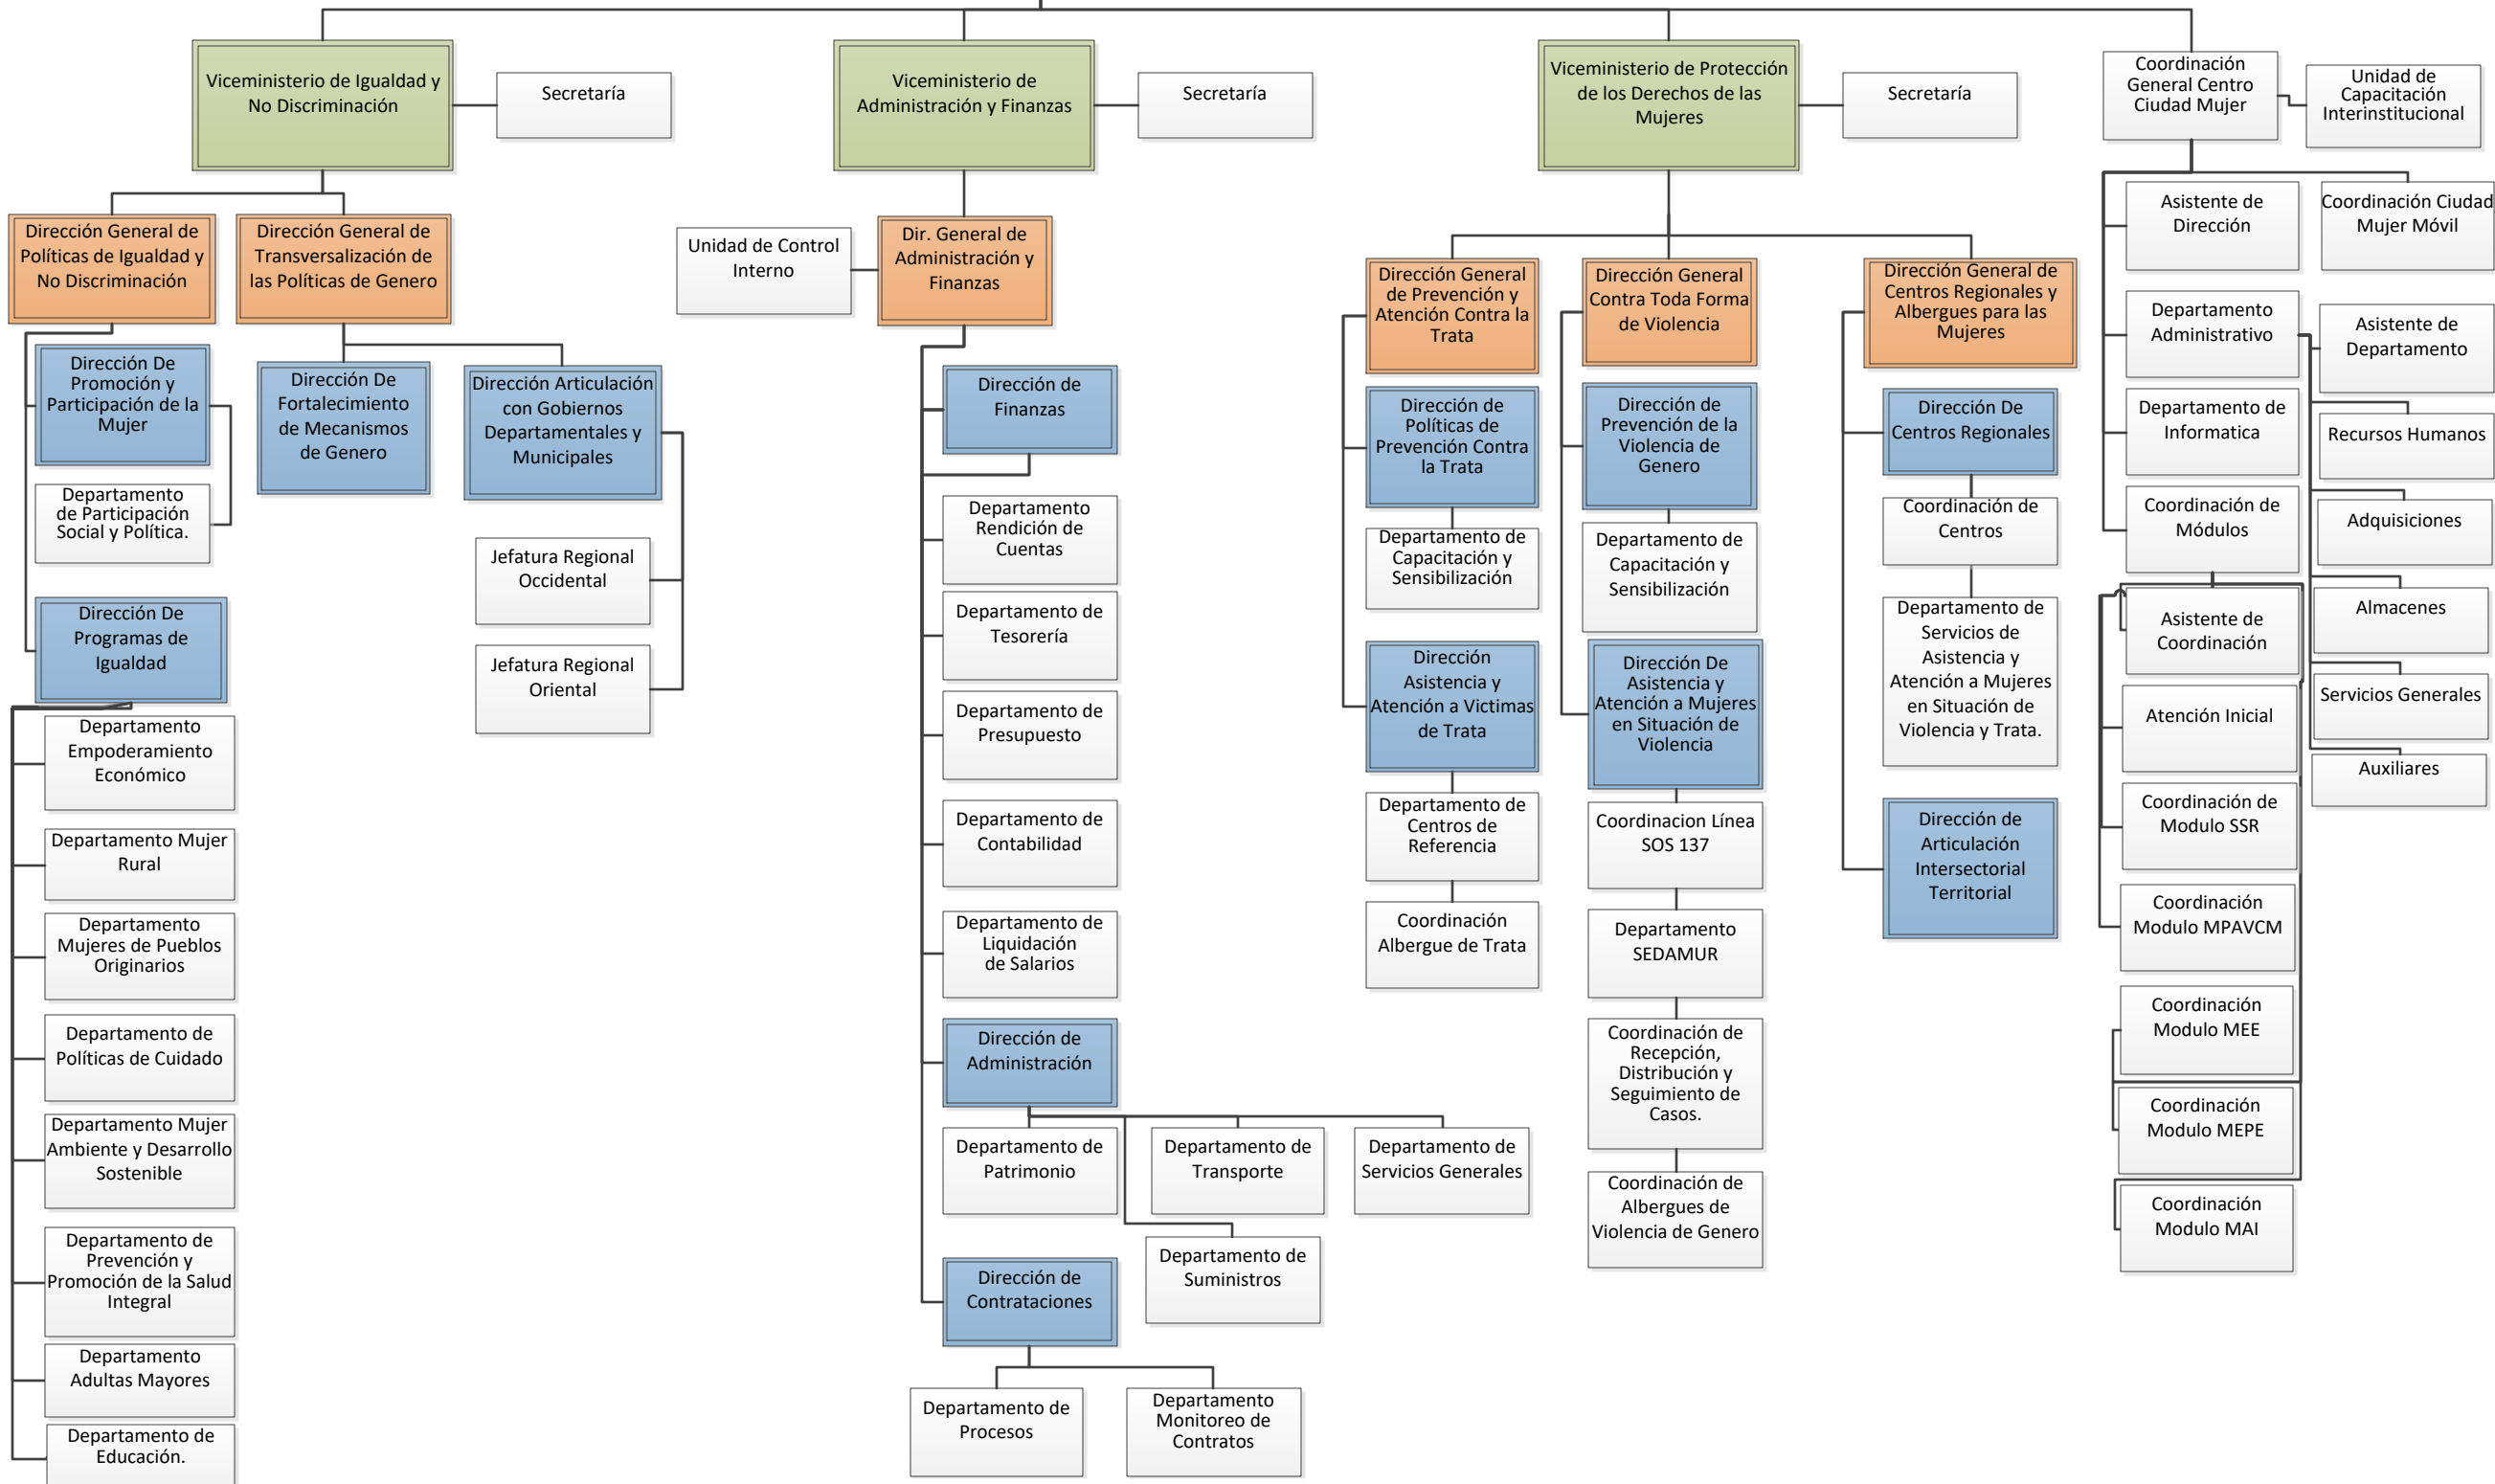 Viceministerio de Igualdad y
No Discriminación
Secretaría
Viceministerio de
Administración y Finanzas
Secretaría
Viceministerio de Protección
de los Derechos de las
Mujeres
Secretaría
Coordinación
General Centro
Ciudad Mujer
Unidad de
Capacitación
Interinstitucional
Dirección General de
Políticas de Igualdad y
No Discriminación
Dirección General de
Transversalización de
las Políticas de Genero
Dirección De
Promoción y
Participación de la
Mujer
Departamento
de Participación
Social y Política.
Dirección De
Programas de
Igualdad
Departamento
Empoderamiento
Económico
Departamento Mujer
Rural
Departamento
Mujeres de Pueblos
Originarios
Departamento de
Políticas de Cuidado
Departamento Mujer
Ambiente y Desarrollo
Sostenible
Departamento de
Prevención y
Promoción de la Salud
Integral
Departamento
Adultas Mayores
Departamento de
Educación.
Dirección De
Fortalecimiento
de Mecanismos
de Genero
Dirección Articulación
con Gobiernos
Departamentales y
Municipales
Jefatura Regional
Occidental
Jefatura Regional
Oriental
Unidad de Control
Interno
Dir. General de
Administración y
Finanzas
Dirección de
Finanzas
Departamento
Rendición de
Cuentas
Departamento de
Tesorería
Departamento de
Presupuesto
Departamento de
Contabilidad
Departamento de
Liquidación
de Salarios
Dirección de
Administración
Departamento de
Patrimonio
Departamento de
Transporte
Departamento de
Servicios Generales
Departamento de
Suministros
Dirección de
Contrataciones
Departamento de
Procesos
Departamento
Monitoreo de
Contratos
Dirección General
de Prevención y
Atención Contra la
Trata
Dirección de
Políticas de
Prevención Contra
la Trata
Departamento de
Capacitación y
Sensibilización
Dirección
Asistencia y
Atención a Victimas
de Trata
Departamento de
Centros de
Referencia
Coordinación
Albergue de Trata
Dirección General
Contra Toda Forma
de Violencia
Dirección de
Prevención de la
Violencia de
Genero
Departamento de
Capacitación y
Sensibilización
Dirección De
Asistencia y
Atención a Mujeres
en Situación de
Violencia
Coordinacion Línea
SOS 137
Departamento
SEDAMUR
Coordinación de
Recepción,
Distribución y
Seguimiento de
Casos.
Coordinación de
Albergues de
Violencia de Genero
Dirección General de
Centros Regionales y
Albergues para las
Mujeres
Dirección De
Centros Regionales
Coordinación de
Centros
Departamento de
Servicios de
Asistencia y
Atención a Mujeres
en Situación de
Violencia y Trata.
Dirección de
Articulación
Intersectorial
Territorial
Asistente de
Dirección
Coordinación Ciudad
Mujer Móvil
Departamento
Administrativo
Asistente de
Departamento
Recursos Humanos
Adquisiciones
Almacenes
Servicios Generales
Auxiliares
Departamento de
Informatica
Coordinación de
Módulos
Asistente de
Coordinación
Atención Inicial
Coordinación de
Modulo SSR
Coordinación
Modulo MPAVCM
Coordinación
Modulo MEE
Coordinación
Modulo MEPE
Coordinación
Modulo MAI